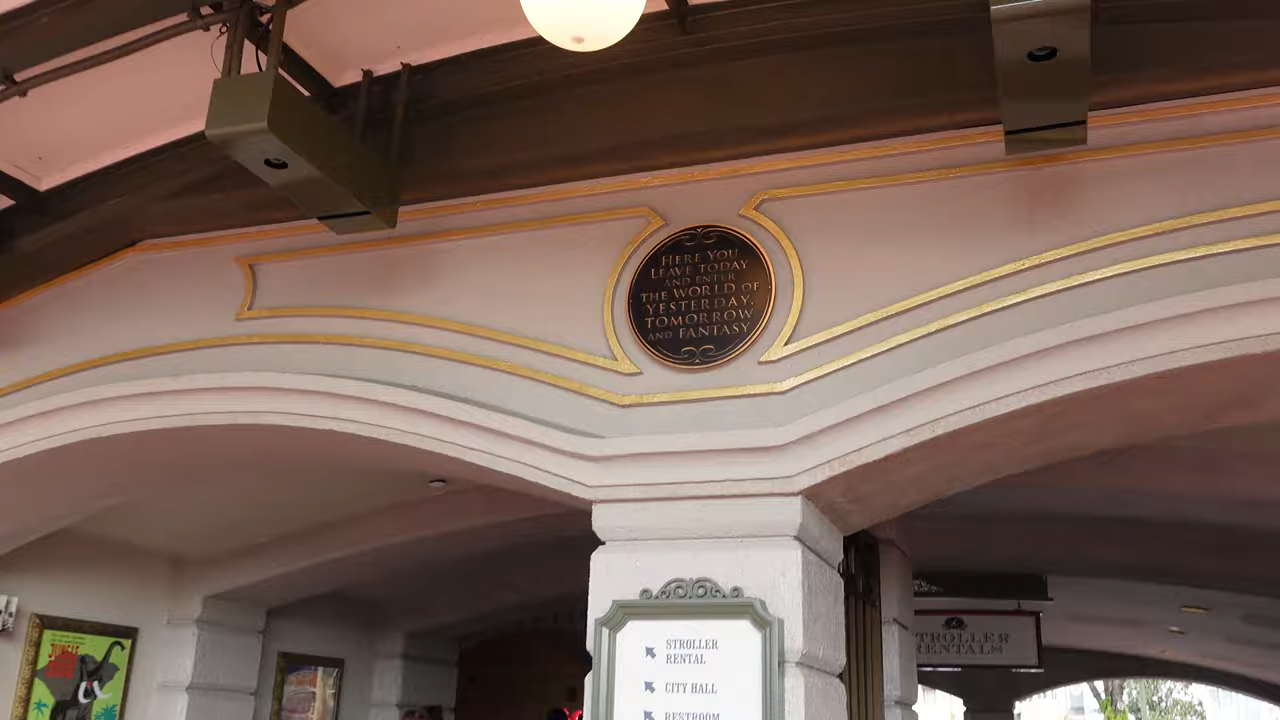 HERE YOU
LEAVE TODAY
AND ENTER
THE WORLD OF
YESTERDAY,
TOMORROW
AND FANTASY
STROLLER
RENTAL
CITY HALL
RESTROOM
STROLLER
RENTALS
JUNGLE